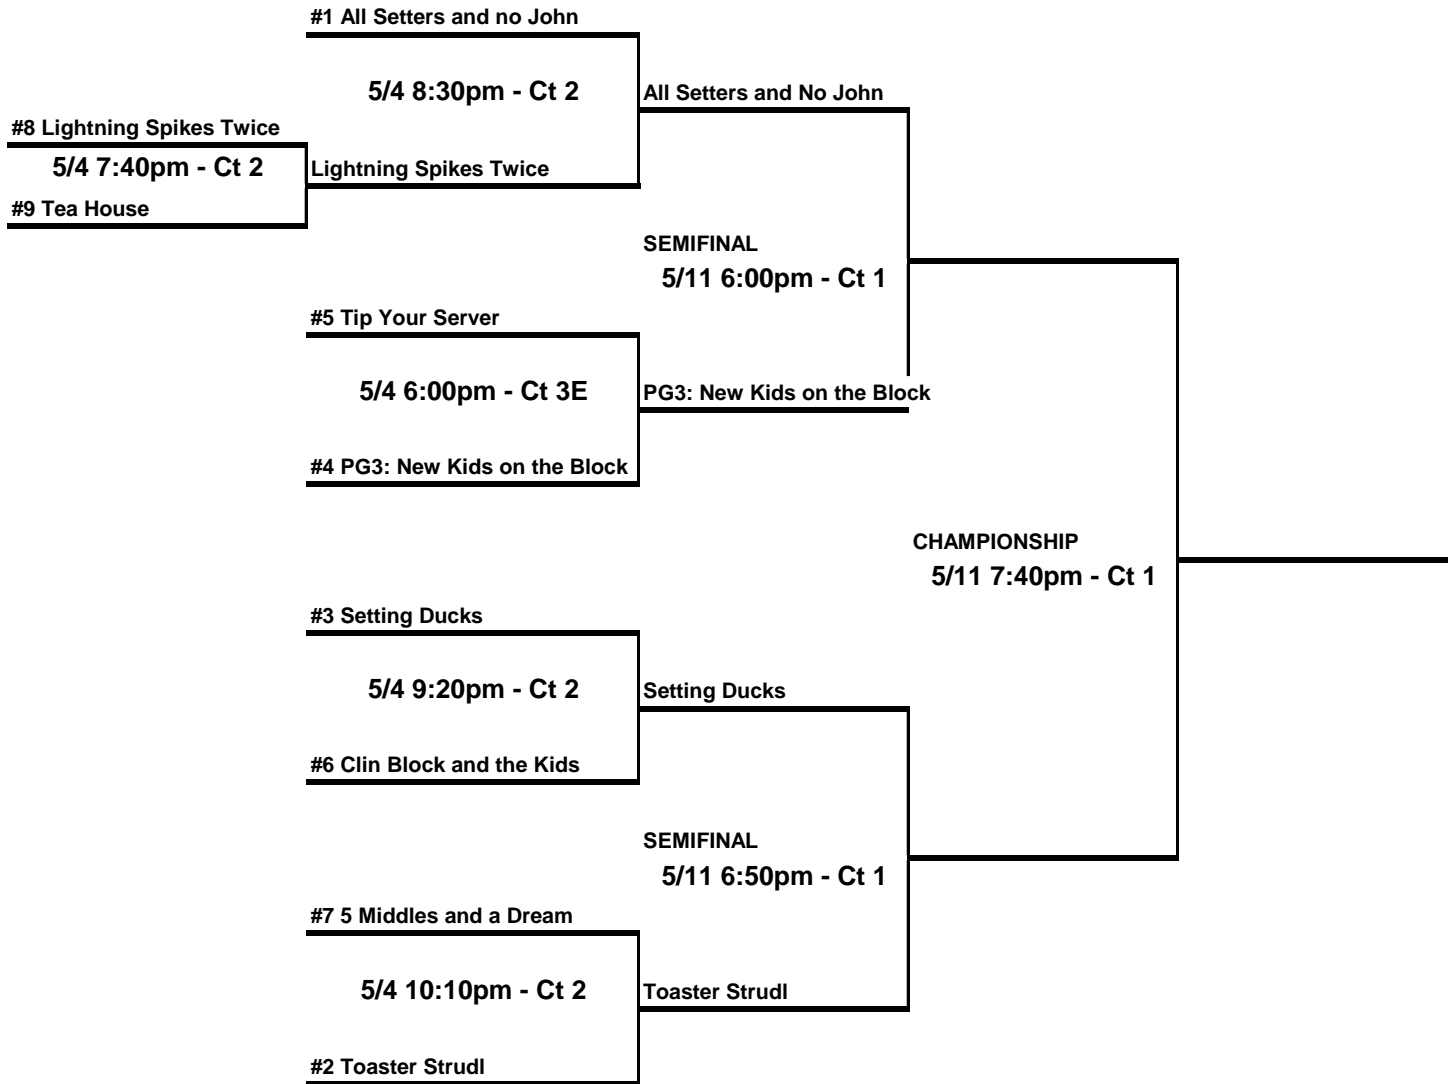 #1 All Setters and no John
5/4 8:30pm - Ct 2
All Setters and No John
#8 Lightning Spikes Twice
5/4 7:40pm - Ct 2
Lightning Spikes Twice
#9 Tea House
SEMIFINAL
5/11 6:00pm - Ct 1
#5 Tip Your Server
5/4 6:00pm - Ct 3E
PG3: New Kids on the Block
#4 PG3: New Kids on the Block
CHAMPIONSHIP
5/11 7:40pm - Ct 1
#3 Setting Ducks
5/4 9:20pm - Ct 2
Setting Ducks
#6 Clin Block and the Kids
SEMIFINAL
5/11 6:50pm - Ct 1
#7 5 Middles and a Dream
5/4 10:10pm - Ct 2
Toaster Strudl
#2 Toaster Strudl